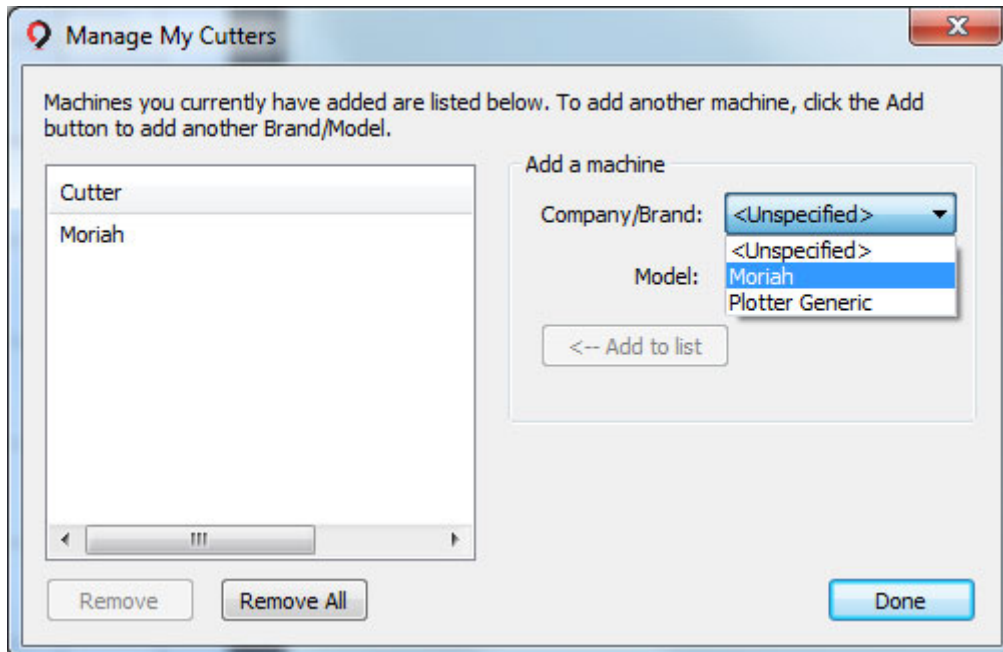 Manage My Cutters
Machines you currently have added are listed below. To add another machine, click the Add
button to add another Brand/Model.
Cutter
Moriah
Add a machine
Company/Brand:
<Unspecified>
<Unspecified>
Model:
Moriah
Plotter Generic
<-- Add to list
Remove
Remove All
Done